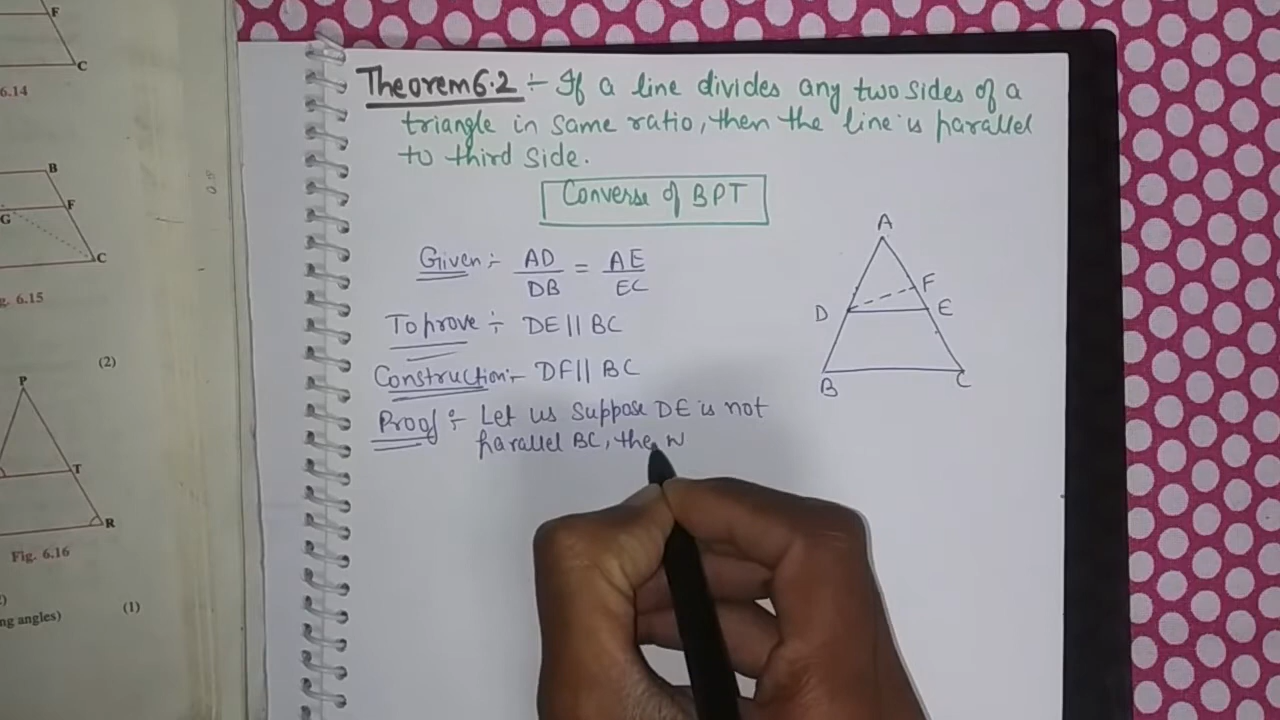 F
C
6.14
B
F
G
C
g. 6.15
(2)
P
T
R
Fig. 6.16
ng angles)
(1)
Theorem 6.2 :- If a line divides any two sides of a
triangle in same ratio, then the line is parallel
to third side.
Converse of BPT
Given :- AD/DB = AE/EC
To prove :- DE || BC
Construction:- DF || BC
Proof :- Let us suppose DE is not
parallel BC, then
A
F
D
E
B
C